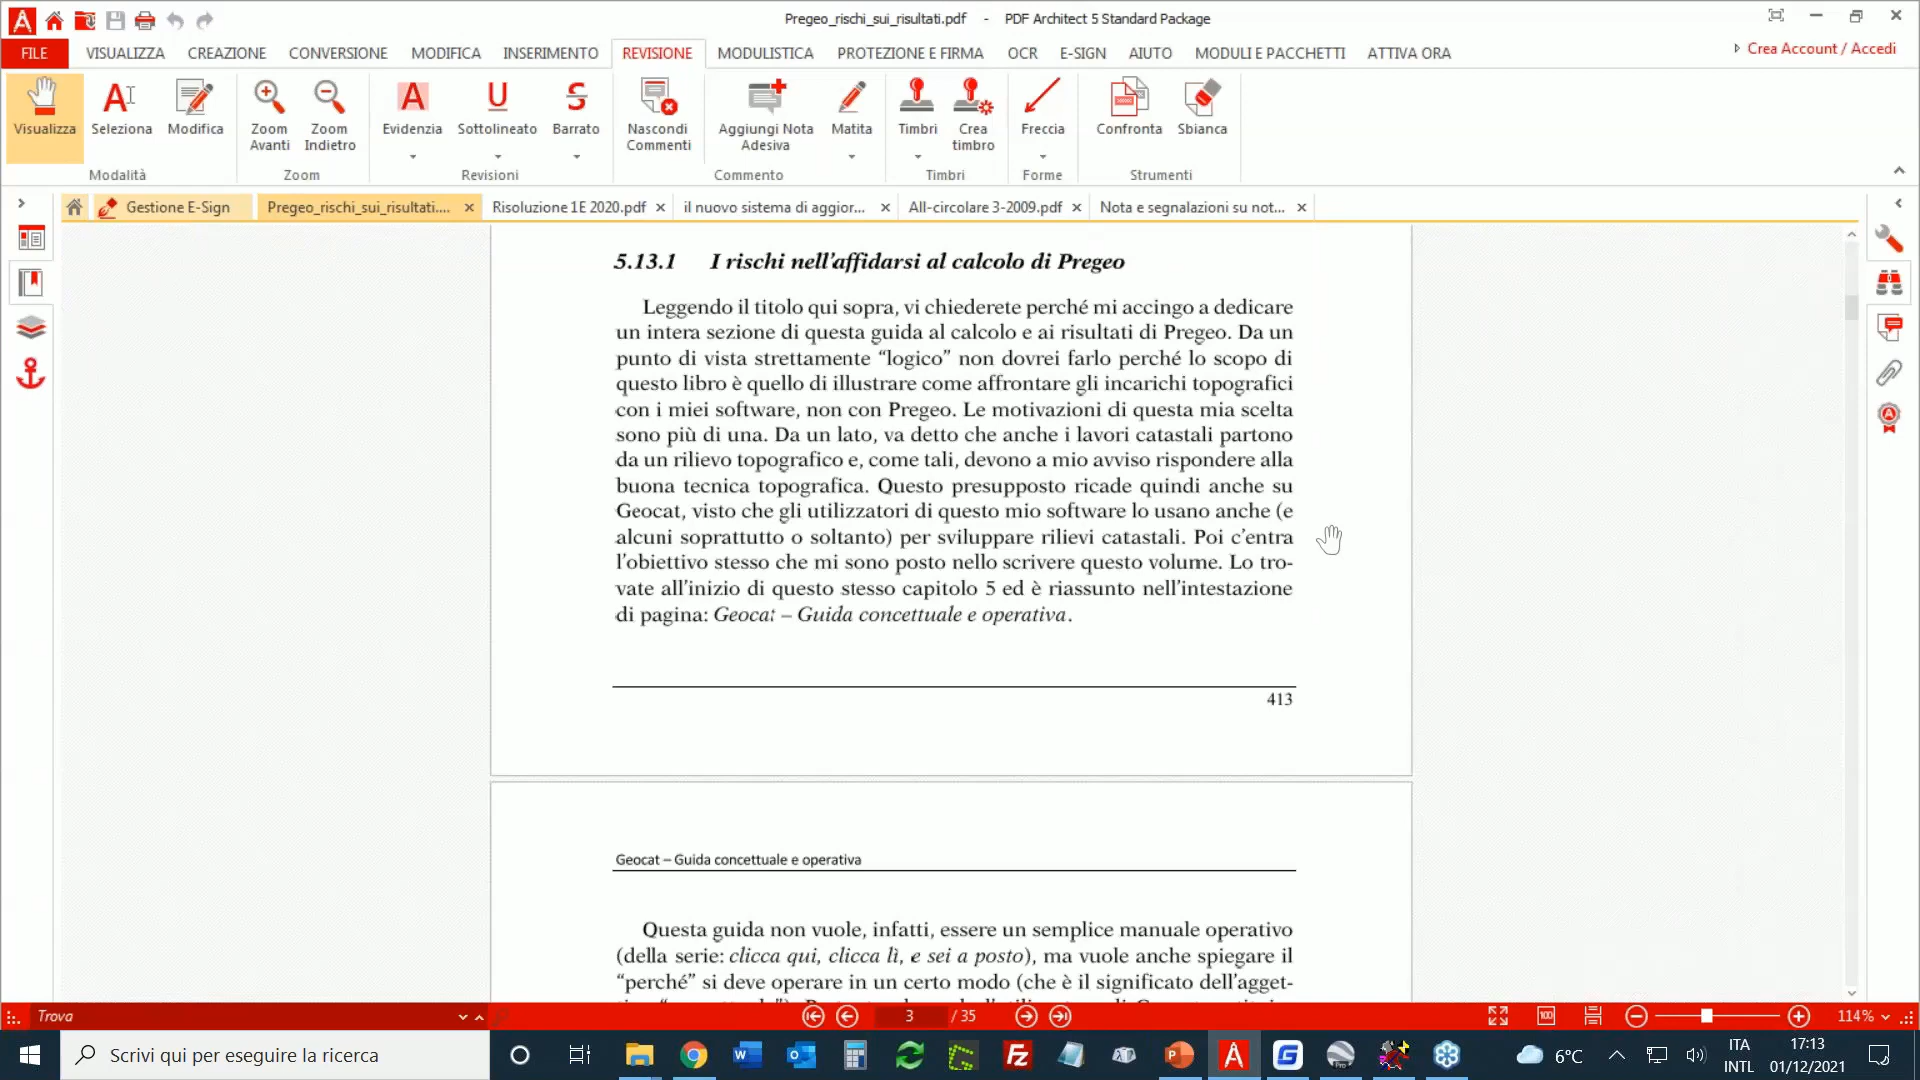 Pregeo_rischi_sui_risultati.pdf - PDF Architect 5 Standard Package
FILE VISUALIZZA CREAZIONE CONVERSIONE MODIFICA INSERIMENTO REVISIONE MODULISTICA PROTEZIONE E FIRMA OCR E-SIGN AIUTO MODULI E PACCHETTI ATTIVA ORA Crea Account / Accedi
Visualizza Seleziona Modifica Zoom Avanti Zoom Indietro Evidenzia Sottolineato Barrato Nascondi Commenti Aggiungi Nota Adesiva Matita Timbri Crea timbro Freccia Confronta Sbianca
Modalità Zoom Revisioni Commento Timbri Forme Strumenti
Gestione E-Sign Pregeo_rischi_sui_risultati.... Risoluzione 1E 2020.pdf il nuovo sistema di aggior... All-circolare 3-2009.pdf Nota e segnalazioni su not...
5.13.1 I rischi nell'affidarsi al calcolo di Pregeo
Leggendo il titolo qui sopra, vi chiederete perché mi accingo a dedicare
un intera sezione di questa guida al calcolo e ai risultati di Pregeo. Da un
punto di vista strettamente “logico” non dovrei farlo perché lo scopo di
questo libro è quello di illustrare come affrontare gli incarichi topografici
con i miei software, non con Pregeo. Le motivazioni di questa mia scelta
sono più di una. Da un lato, va detto che anche i lavori catastali partono
da un rilievo topografico e, come tali, devono a mio avviso rispondere alla
buona tecnica topografica. Questo presupposto ricade quindi anche su
Geocat, visto che gli utilizzatori di questo mio software lo usano anche (e
alcuni soprattutto o soltanto) per sviluppare rilievi catastali. Poi c’entra
l’obiettivo stesso che mi sono posto nello scrivere questo volume. Lo tro-
vate all’inizio di questo stesso capitolo 5 ed è riassunto nell’intestazione
di pagina: Geocat – Guida concettuale e operativa.
413
Geocat – Guida concettuale e operativa
Questa guida non vuole, infatti, essere un semplice manuale operativo
(della serie: clicca qui, clicca lì, e sei a posto), ma vuole anche spiegare il
“perché” si deve operare in un certo modo (che è il significato dell’agget-
Trova 3 / 35 100 114%
Scrivi qui per eseguire la ricerca 6°C ITA INTL 17:13 01/12/2021